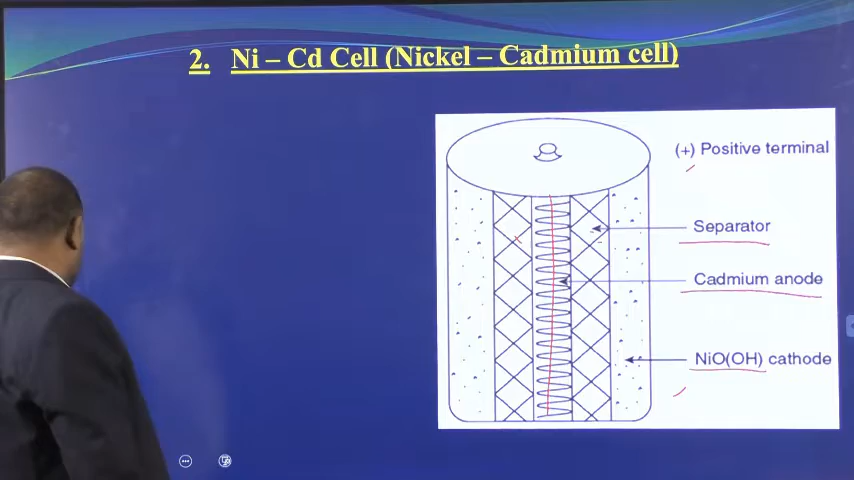 2. Ni – Cd Cell (Nickel – Cadmium cell)
(+) Positive terminal
Separator
Cadmium anode
NiO(OH) cathode